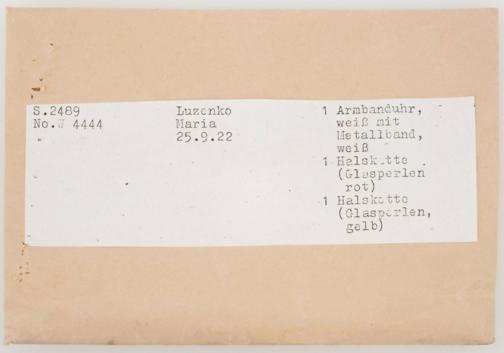 S.2489 Luzenko 1 Armbanduhr,
No.W 4444 Maria weiß mit
25.9.22 Metallband,
weiß
1 Halskette
(Glasperlen
rot)
1 Halskette
(Glasperlen,
gelb)